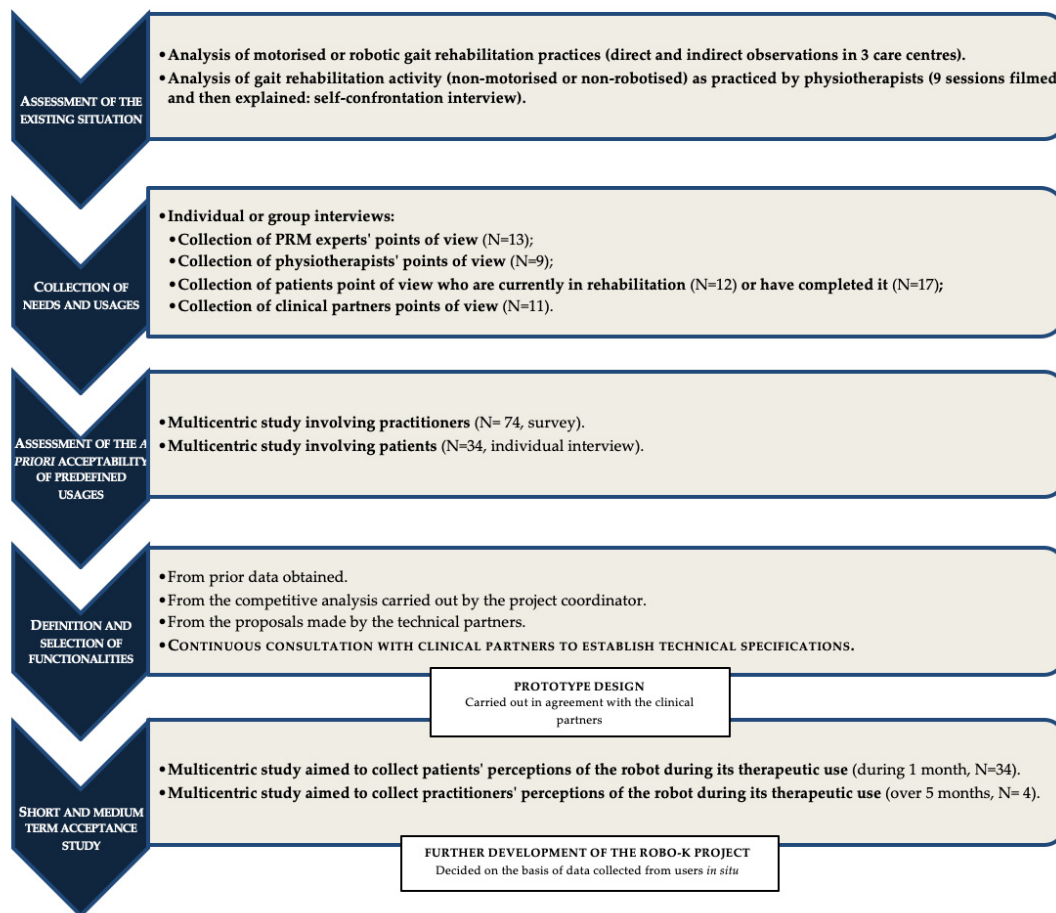 ASSESSMENT OF THE
EXISTING SITUATION
•Analysis of motorised or robotic gait rehabilitation practices (direct and indirect observations in 3 care centres).
•Analysis of gait rehabilitation activity (non-motorised or non-robotised) as practiced by physiotherapists (9 sessions filmed
and then explained: self-confrontation interview).
COLLECTION OF
NEEDS AND USAGES
•Individual or group interviews:
•Collection of PRM experts' points of view (N=13);
•Collection of physiotherapists' points of view (N=9);
•Collection of patients point of view who are currently in rehabilitation (N=12) or have completed it (N=17);
•Collection of clinical partners points of view (N=11).
ASSESSMENT OF THE A
PRIORI ACCEPTABILITY
OF PREDEFINED
USAGES
•Multicentric study involving practitioners (N= 74, survey).
•Multicentric study involving patients (N=34, individual interview).
DEFINITION AND
SELECTION OF
FUNCTIONALITIES
•From prior data obtained.
•From the competitive analysis carried out by the project coordinator.
•From the proposals made by the technical partners.
•CONTINUOUS CONSULTATION WITH CLINICAL PARTNERS TO ESTABLISH TECHNICAL SPECIFICATIONS.
PROTOTYPE DESIGN
Carried out in agreement with the clinical
partners
SHORT AND MEDIUM
TERM ACCEPTANCE
STUDY
•Multicentric study aimed to collect patients' perceptions of the robot during its therapeutic use (during 1 month, N=34).
•Multicentric study aimed to collect practitioners' perceptions of the robot during its therapeutic use (over 5 months, N= 4).
FURTHER DEVELOPMENT OF THE ROBO-K PROJECT
Decided on the basis of data collected from users in situ